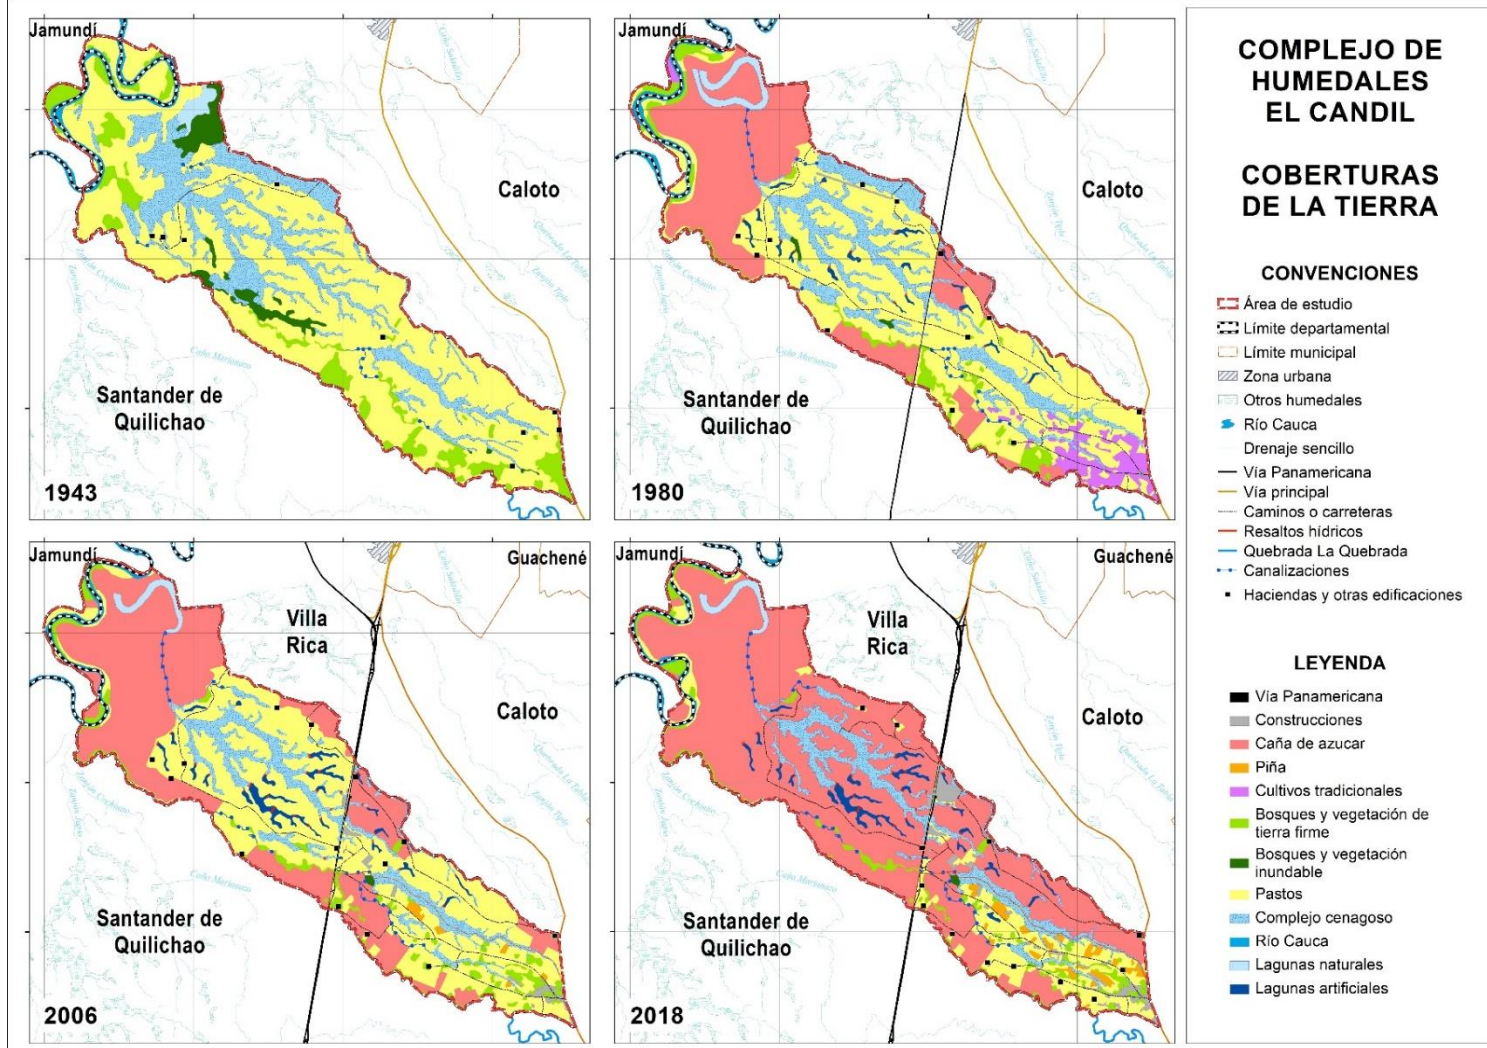 Jamundí
Caloto
Santander de
Quilichao
1943
Jamundí
Caloto
Santander de
Quilichao
1980
Jamundí
Guachené
Villa
Rica
Caloto
Santander de
Quilichao
2006
Jamundí
Guachené
Villa
Rica
Caloto
Santander de
Quilichao
2018
COMPLEJO DE
HUMEDALES
EL CANDIL
COBERTURAS
DE LA TIERRA
CONVENCIONES
Área de estudio
Límite departamental
Límite municipal
Zona urbana
Otros humedales
Río Cauca
Drenaje sencillo
Vía Panamericana
Vía principal
Caminos o carreteras
Resaltos hídricos
Quebrada La Quebrada
Canalizaciones
Haciendas y otras edificaciones
LEYENDA
Vía Panamericana
Construcciones
Caña de azucar
Piña
Cultivos tradicionales
Bosques y vegetación de
tierra firme
Bosques y vegetación
inundable
Pastos
Complejo cenagoso
Río Cauca
Lagunas naturales
Lagunas artificiales